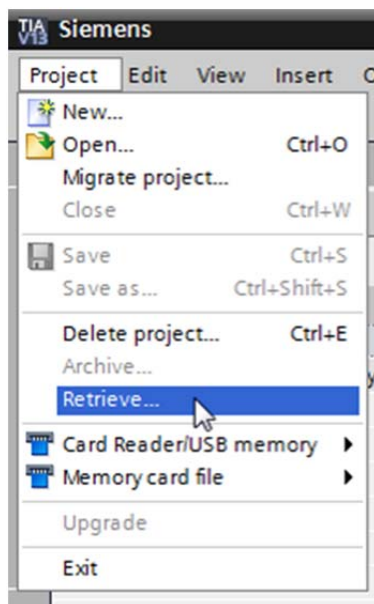 TIA V13 Siemens
Project Edit View Insert
New...
Open... Ctrl+O
Migrate project...
Close Ctrl+W
Save Ctrl+S
Save as... Ctrl+Shift+S
Delete project... Ctrl+E
Archive...
Retrieve...
Card Reader/USB memory
Memory card file
Upgrade
Exit